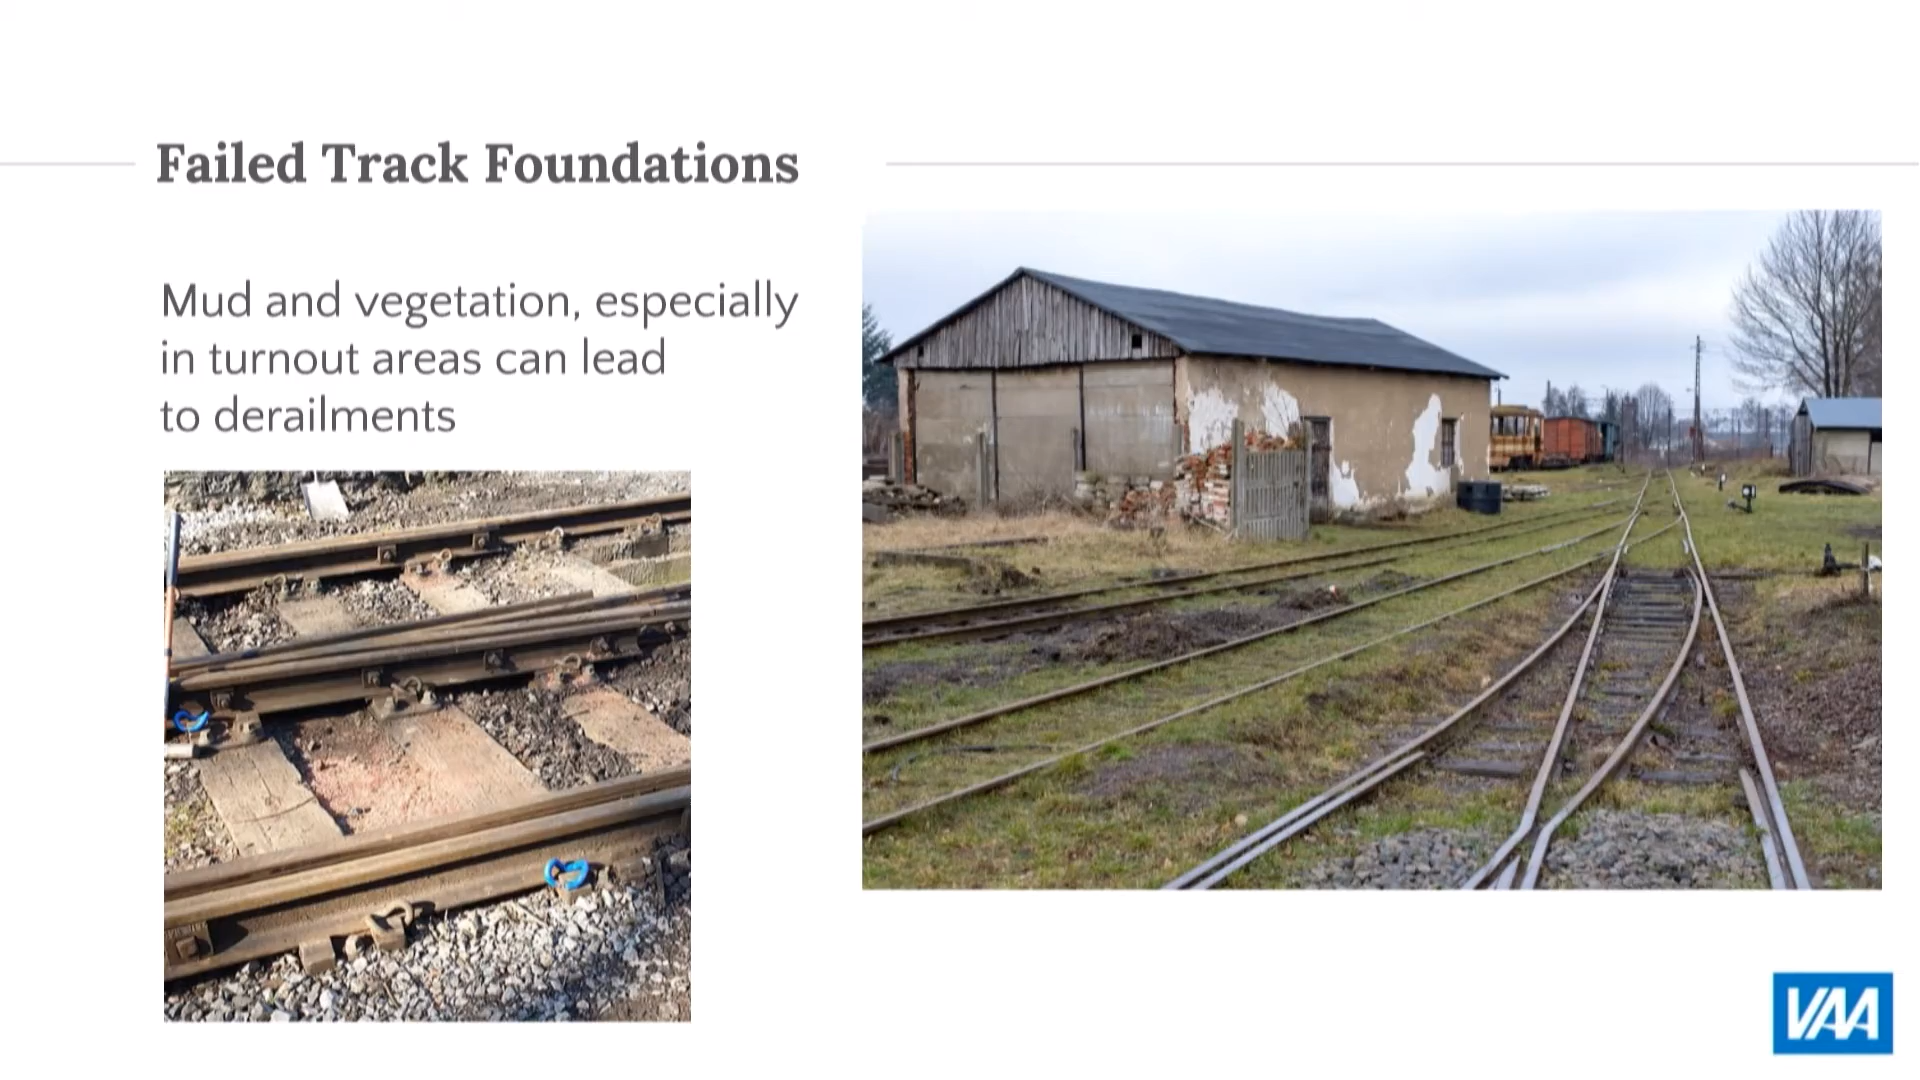 Failed Track Foundations
Mud and vegetation, especially
in turnout areas can lead
to derailments
VAA